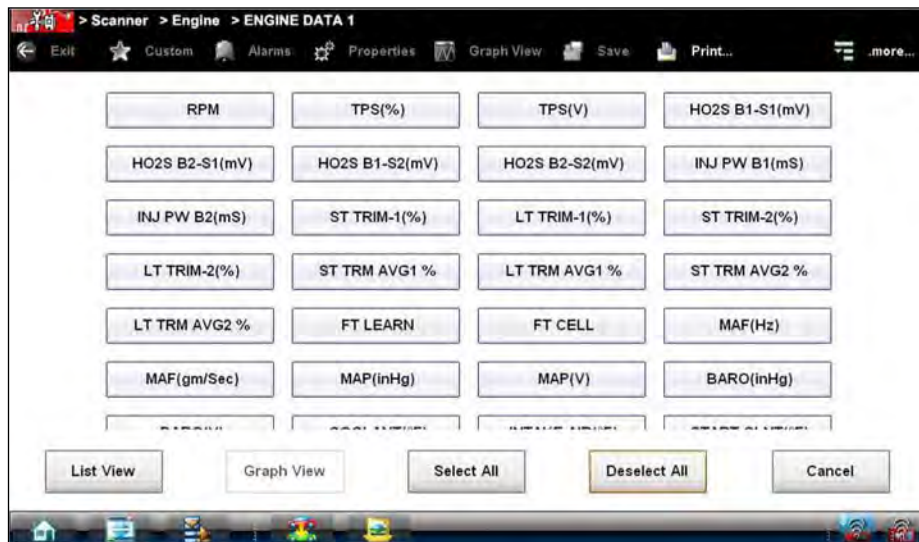 > Scanner > Engine > ENGINE DATA 1
Exit Custom Alarms Properties Graph View Save Print... .more...
RPM TPS(%) TPS(V) HO2S B1-S1(mV)
HO2S B2-S1(mV) HO2S B1-S2(mV) HO2S B2-S2(mV) INJ PW B1(mS)
INJ PW B2(mS) ST TRIM-1(%) LT TRIM-1(%) ST TRIM-2(%)
LT TRIM-2(%) ST TRM AVG1 % LT TRM AVG1 % ST TRM AVG2 %
LT TRM AVG2 % FT LEARN FT CELL MAF(Hz)
MAF(gm/Sec) MAP(inHg) MAP(V) BARO(inHg)
List View Graph View Select All Deselect All Cancel